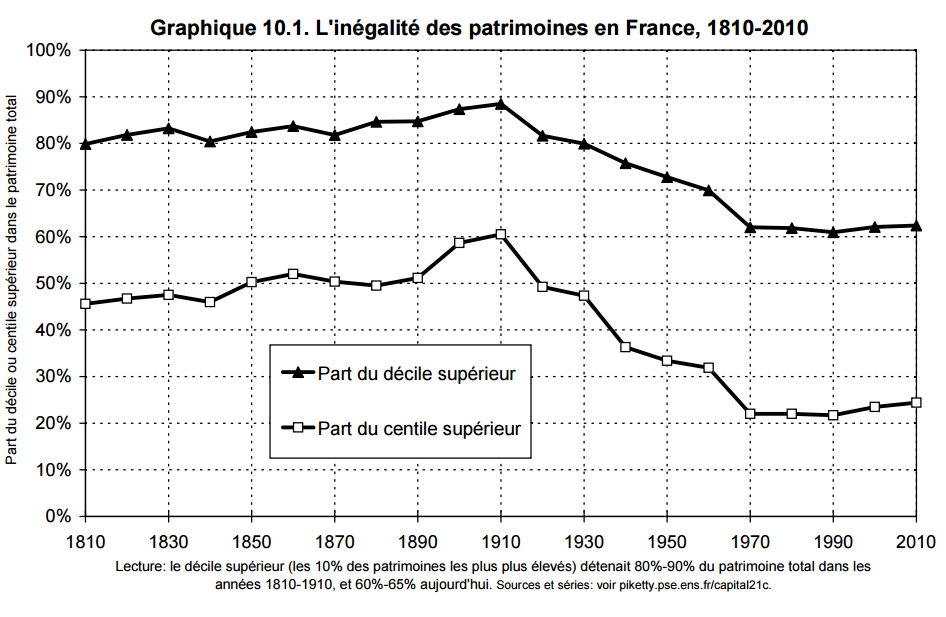 Graphique 10.1. L'inégalité des patrimoines en France, 1810-2010
Part du décile ou centile supérieur dans le patrimoine total
100%
90%
80%
70%
60%
50%
40%
30%
20%
10%
0%
Part du décile supérieur
Part du centile supérieur
1810 1830 1850 1870 1890 1910 1930 1950 1970 1990 2010
Lecture: le décile supérieur (les 10% des patrimoines les plus plus élevés) détenait 80%-90% du patrimoine total dans les
années 1810-1910, et 60%-65% aujourd'hui. Sources et séries: voir piketty.pse.ens.fr/capital21c.